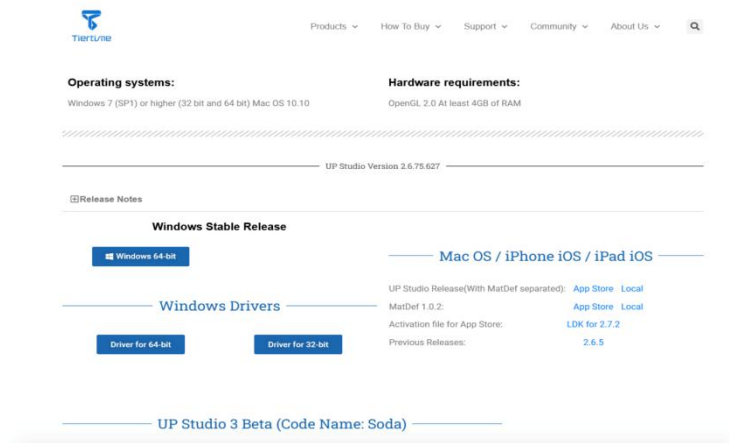 Tiertime
Products
How To Buy
Support
Community
About Us
Operating systems:
Windows 7 (SP1) or higher (32 bit and 64 bit) Mac OS 10.10
Hardware requirements:
OpenGL 2.0 At least 4GB of RAM
UP Studio Version 2.6.75.627
Release Notes
Windows Stable Release
Windows 64-bit
Windows Drivers
Driver for 64-bit
Driver for 32-bit
Mac OS / iPhone iOS / iPad iOS
UP Studio Release(With MatDef separated): App Store Local
MatDef 1.0.2: App Store Local
Activation file for App Store: LDK for 2.7.2
Previous Releases: 2.6.5
UP Studio 3 Beta (Code Name: Soda)